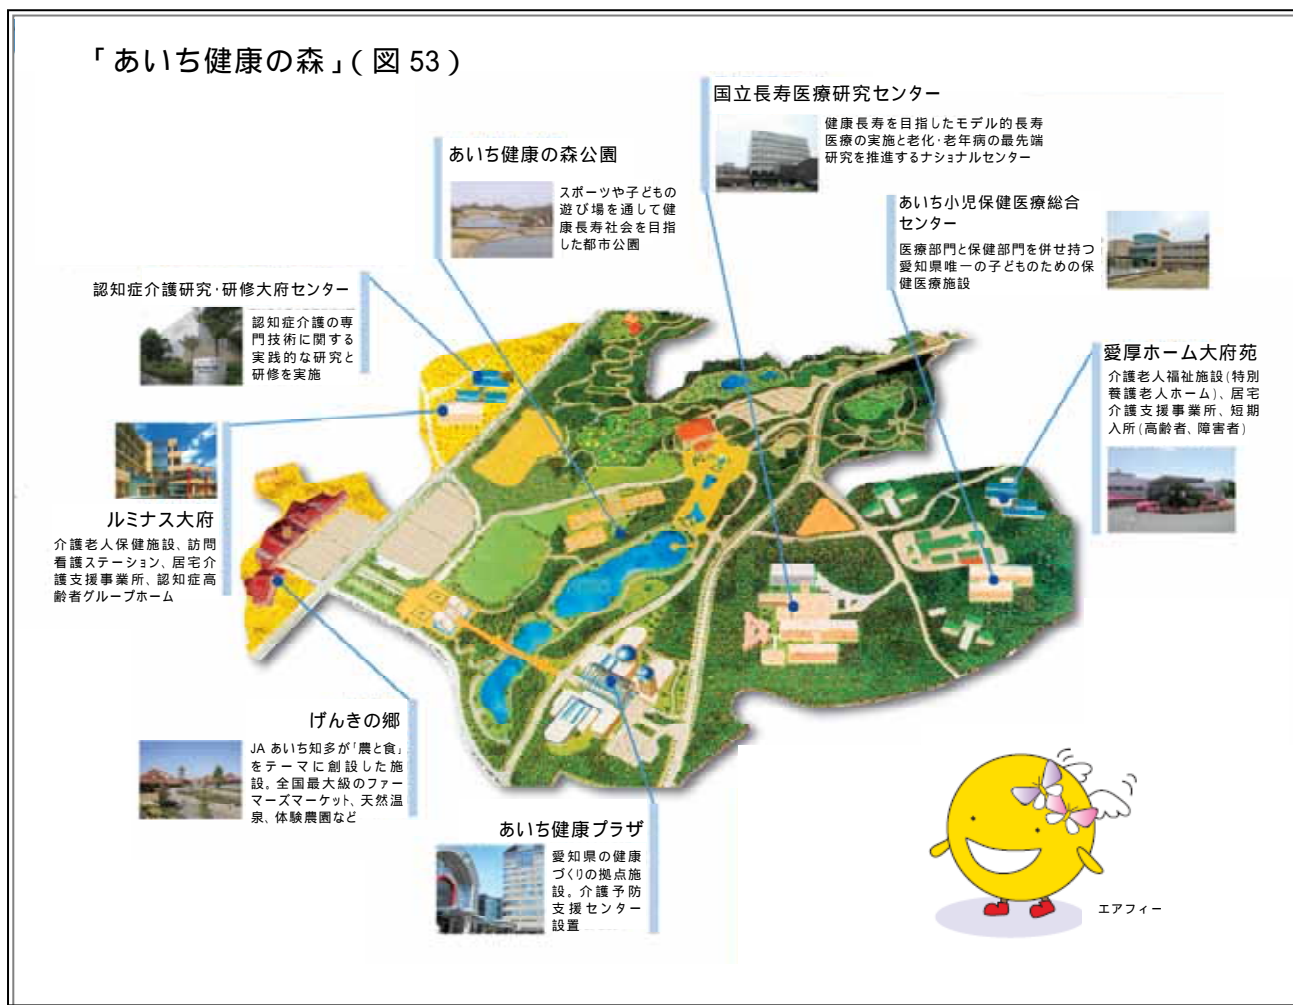 「あいち健康の森」(図 53)
国立長寿医療研究センター
健康長寿を目指したモデル的長寿
医療の実施と老化・老年病の最先端
研究を推進するナショナルセンター
あいち健康の森公園
スポーツや子どもの
遊び場を通して健
康長寿社会を目指
した都市公園
あいち小児保健医療総合
センター
医療部門と保健部門を併せ持つ
愛知県唯一の子どものための保
健医療施設
認知症介護研究・研修大府センター
認知症介護の専
門技術に関する
実践的な研究と
研修を実施
愛厚ホーム大府苑
介護老人福祉施設(特別
養護老人ホーム)、居宅
介護支援事業所、短期
入所(高齢者、障害者)
ルミナス大府
介護老人保健施設、訪問
看護ステーション、居宅介
護支援事業所、認知症高
齢者グループホーム
げんきの郷
JA あいち知多が「農と食」
をテーマに創設した施
設。全国最大級のファー
マーズマーケット、天然温
泉、体験農園など
あいち健康プラザ
愛知県の健康
づくりの拠点施
設。介護予防
支援センター
設置
エアフィー